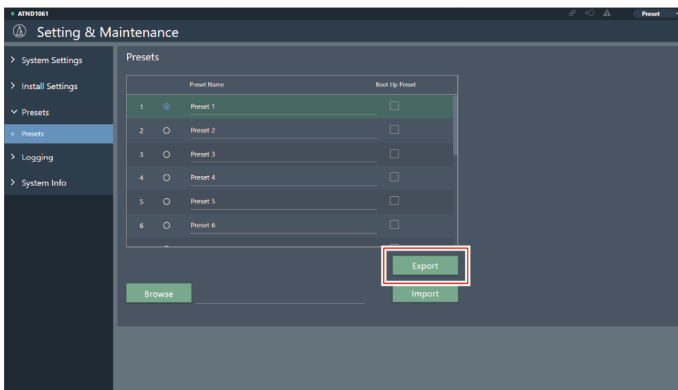 ATND1061
Preset
Setting & Maintenance
System Settings
Install Settings
Presets
Presets
Logging
System Info
Presets
Preset Name Boot Up Preset
1 Preset 1
2 Preset 2
3 Preset 3
4 Preset 4
5 Preset 5
6 Preset 6
Export
Browse Import